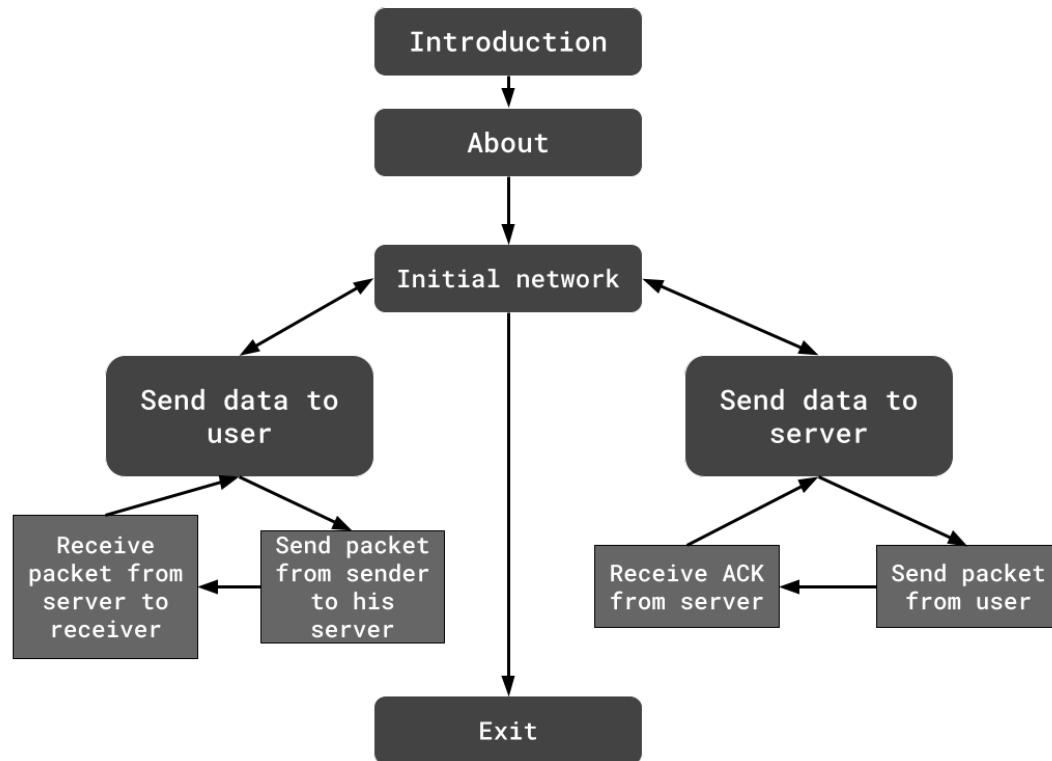 Introduction
About
Initial network
Send data to
user
Send data to
server
Receive
packet from
server to
receiver
Send packet
from sender
to his
server
Receive ACK
from server
Send packet
from user
Exit